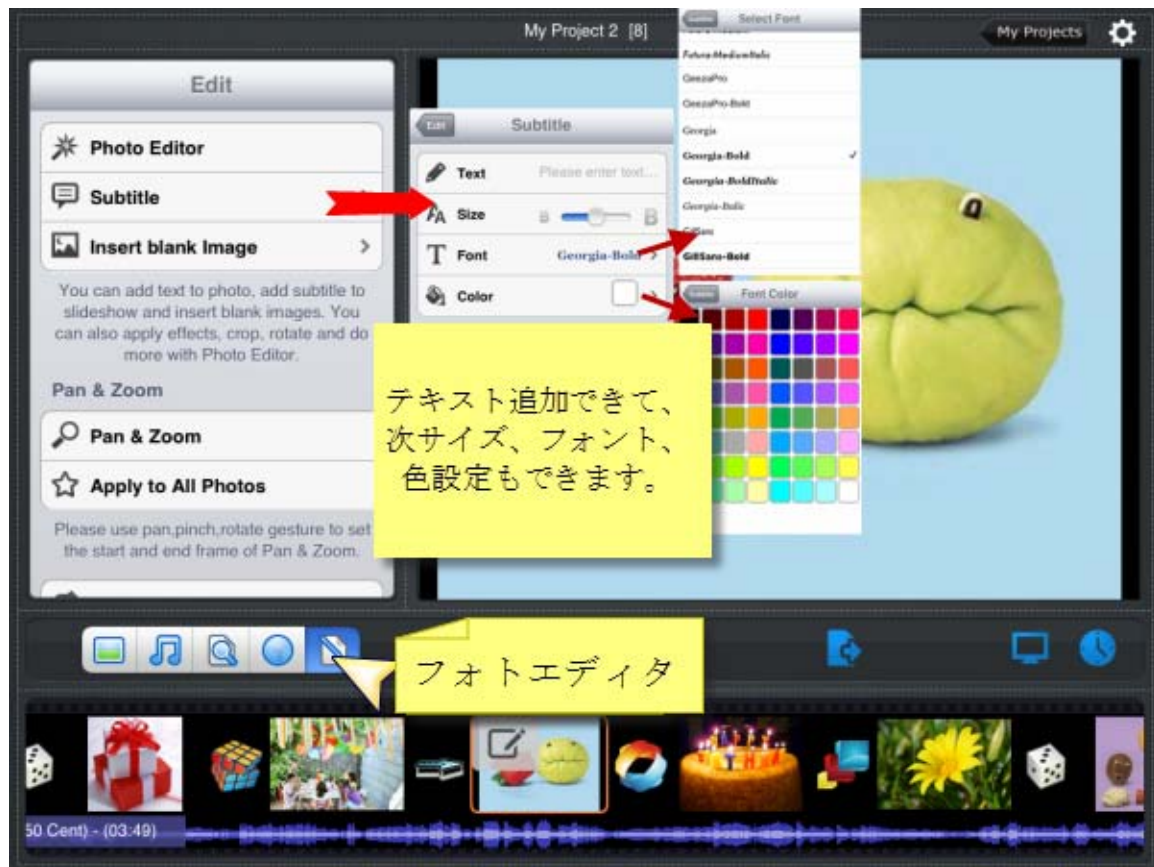 My Project 2 [8]
My Projects
Edit
Photo Editor
Subtitle
Insert blank Image
You can add text to photo, add subtitle to
slideshow and insert blank images. You
can also apply effects, crop, rotate and do
more with Photo Editor.
Pan & Zoom
Pan & Zoom
Apply to All Photos
Please use pan,pinch,rotate gesture to set
the start and end frame of Pan & Zoom.
Edit
Subtitle
Text Please enter text....
Size B B
Font Georgia-Bold
Color
Select Font
Futura-MediumItalic
GeezaPro
GeezaPro-Bold
Georgia
Georgia-Bold
Georgia-BoldItalic
Georgia-Italic
GillSans
GillSans-Bold
Font Color
テキスト追加できて、
次サイズ、フォント、
色設定もできます。
フォトエディタ
50 Cent) - (03:49)